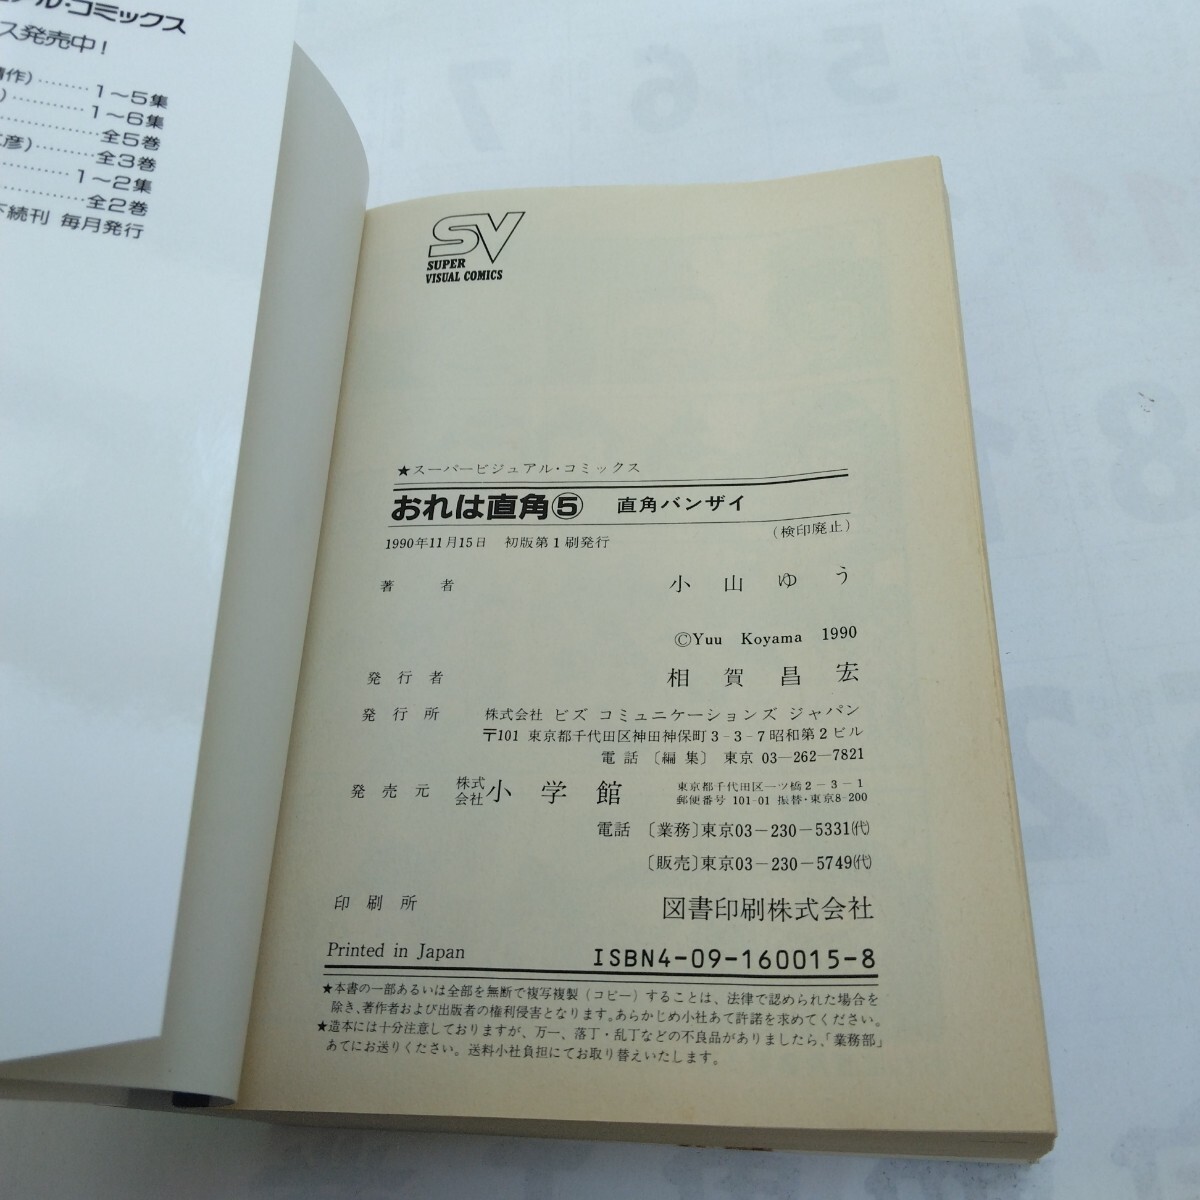 コミックス
ス発売中！
1～5集
1～6集
全5巻
彦)………全3巻
1～2集
全2巻
下続刊 毎月発行
7 6 5 4
11
8
SV
SUPER
VISUAL COMICS
★スーパービジュアル・コミックス
おれは直角⑤ 直角バンザイ
(検印廃止)
1990年11月15日 初版第1刷発行
著者 小山ゆう
©Yuu Koyama 1990
発行者 相賀昌宏
発行所 株式会社 ビズ コミュニケーションズ ジャパン
〒101 東京都千代田区神田神保町3-3-7昭和第2ビル
電話〔編集〕東京 03-262-7821
発売元 株式会社 小学館 東京都千代田区一ツ橋2-3-1
郵便番号 101-01 振替・東京8-200
電話〔業務〕東京03-230-5331(代)
〔販売〕東京03-230-5749(代)
印刷所 図書印刷株式会社
Printed in Japan ISBN4-09-160015-8
★本書の一部あるいは全部を無断で複写複製（コピー）することは、法律で認められた場合を
除き、著作者および出版者の権利侵害となります。あらかじめ小社あて許諾を求めてください。
★造本には十分注意しておりますが、万一、落丁・乱丁などの不良品がありましたら、「業務部」
あてにお送りください。送料小社負担にてお取り替えいたします。